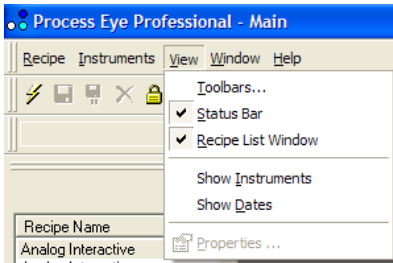 Process Eye Professional - Main
Recipe Instruments View Window Help
Toolbars...
Status Bar
Recipe List Window
Show Instruments
Show Dates
Properties ...
Recipe Name
Analog Interactive